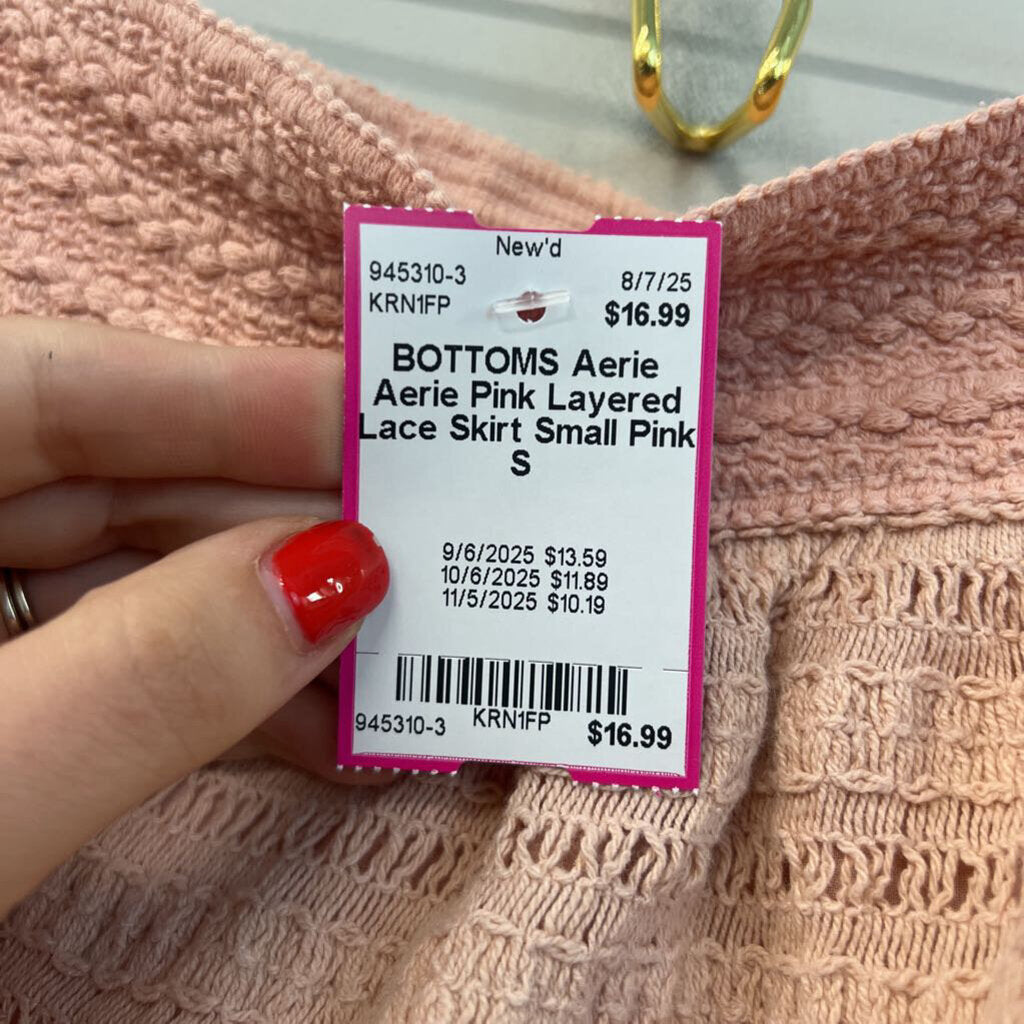 New'd
945310-3 8/7/25
KRN1FP $16.99
BOTTOMS Aerie
Aerie Pink Layered
Lace Skirt Small Pink
S
9/6/2025 $13.59
10/6/2025 $11.89
11/5/2025 $10.19
945310-3 KRN1FP $16.99